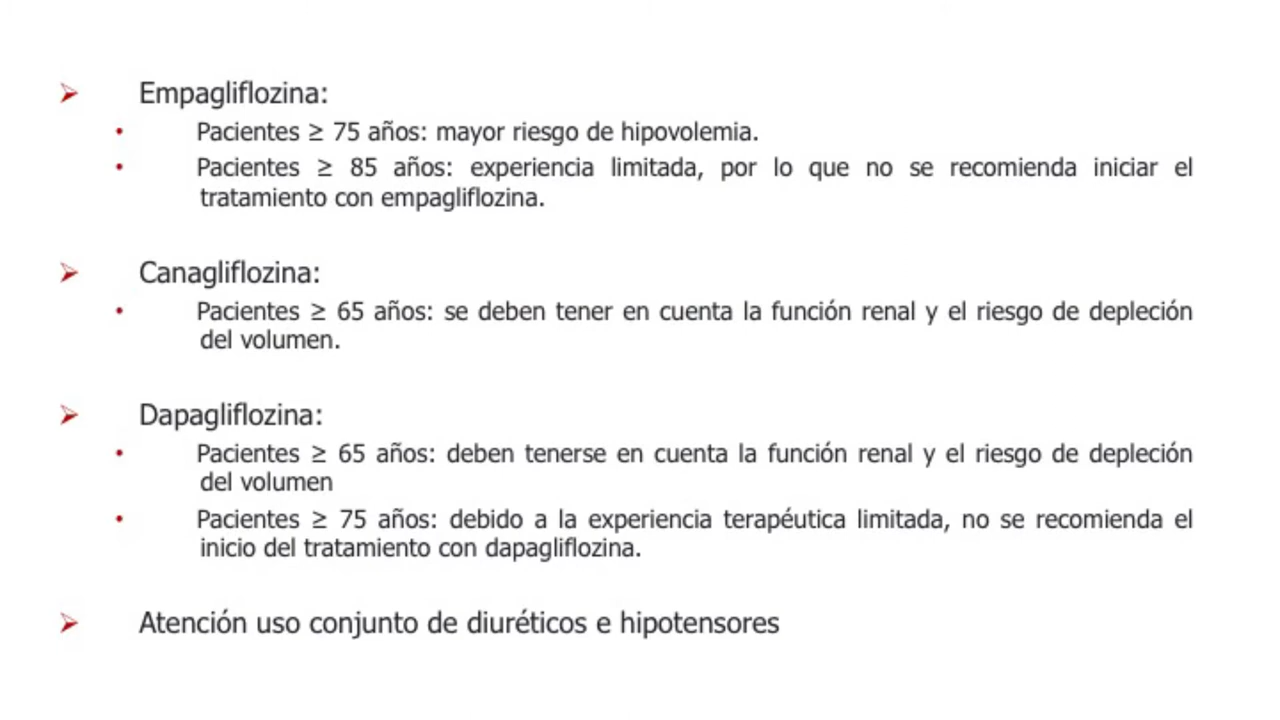 Empagliflozina:
Pacientes ≥ 75 años: mayor riesgo de hipovolemia.
Pacientes ≥ 85 años: experiencia limitada, por lo que no se recomienda iniciar el
tratamiento con empagliflozina.
Canagliflozina:
Pacientes ≥ 65 años: se deben tener en cuenta la función renal y el riesgo de depleción
del volumen.
Dapagliflozina:
Pacientes ≥ 65 años: deben tenerse en cuenta la función renal y el riesgo de depleción
del volumen
Pacientes ≥ 75 años: debido a la experiencia terapéutica limitada, no se recomienda el
inicio del tratamiento con dapagliflozina.
Atención uso conjunto de diuréticos e hipotensores